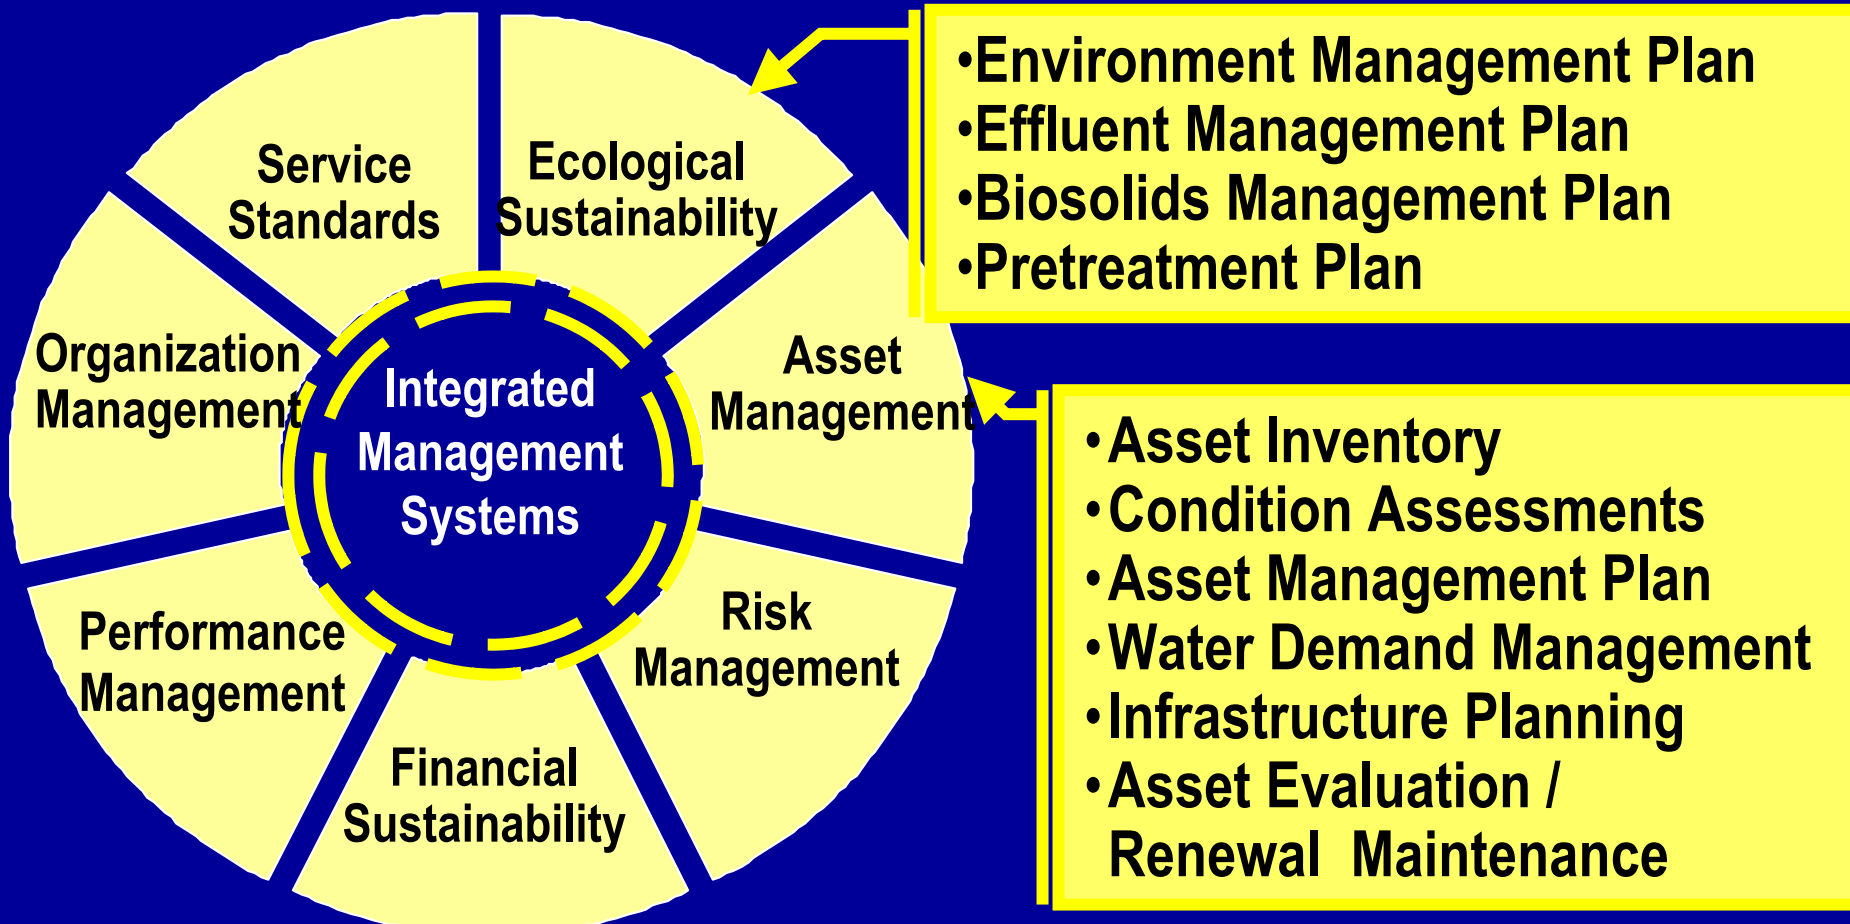 Service
Standards
Ecological
Sustainability
Organization
Management
Integrated
Management
Systems
Asset
Management
Performance
Management
Risk
Management
Financial
Sustainability
•Environment Management Plan
•Effluent Management Plan
•Biosolids Management Plan
•Pretreatment Plan
•Asset Inventory
•Condition Assessments
•Asset Management Plan
•Water Demand Management
•Infrastructure Planning
•Asset Evaluation /
Renewal  Maintenance